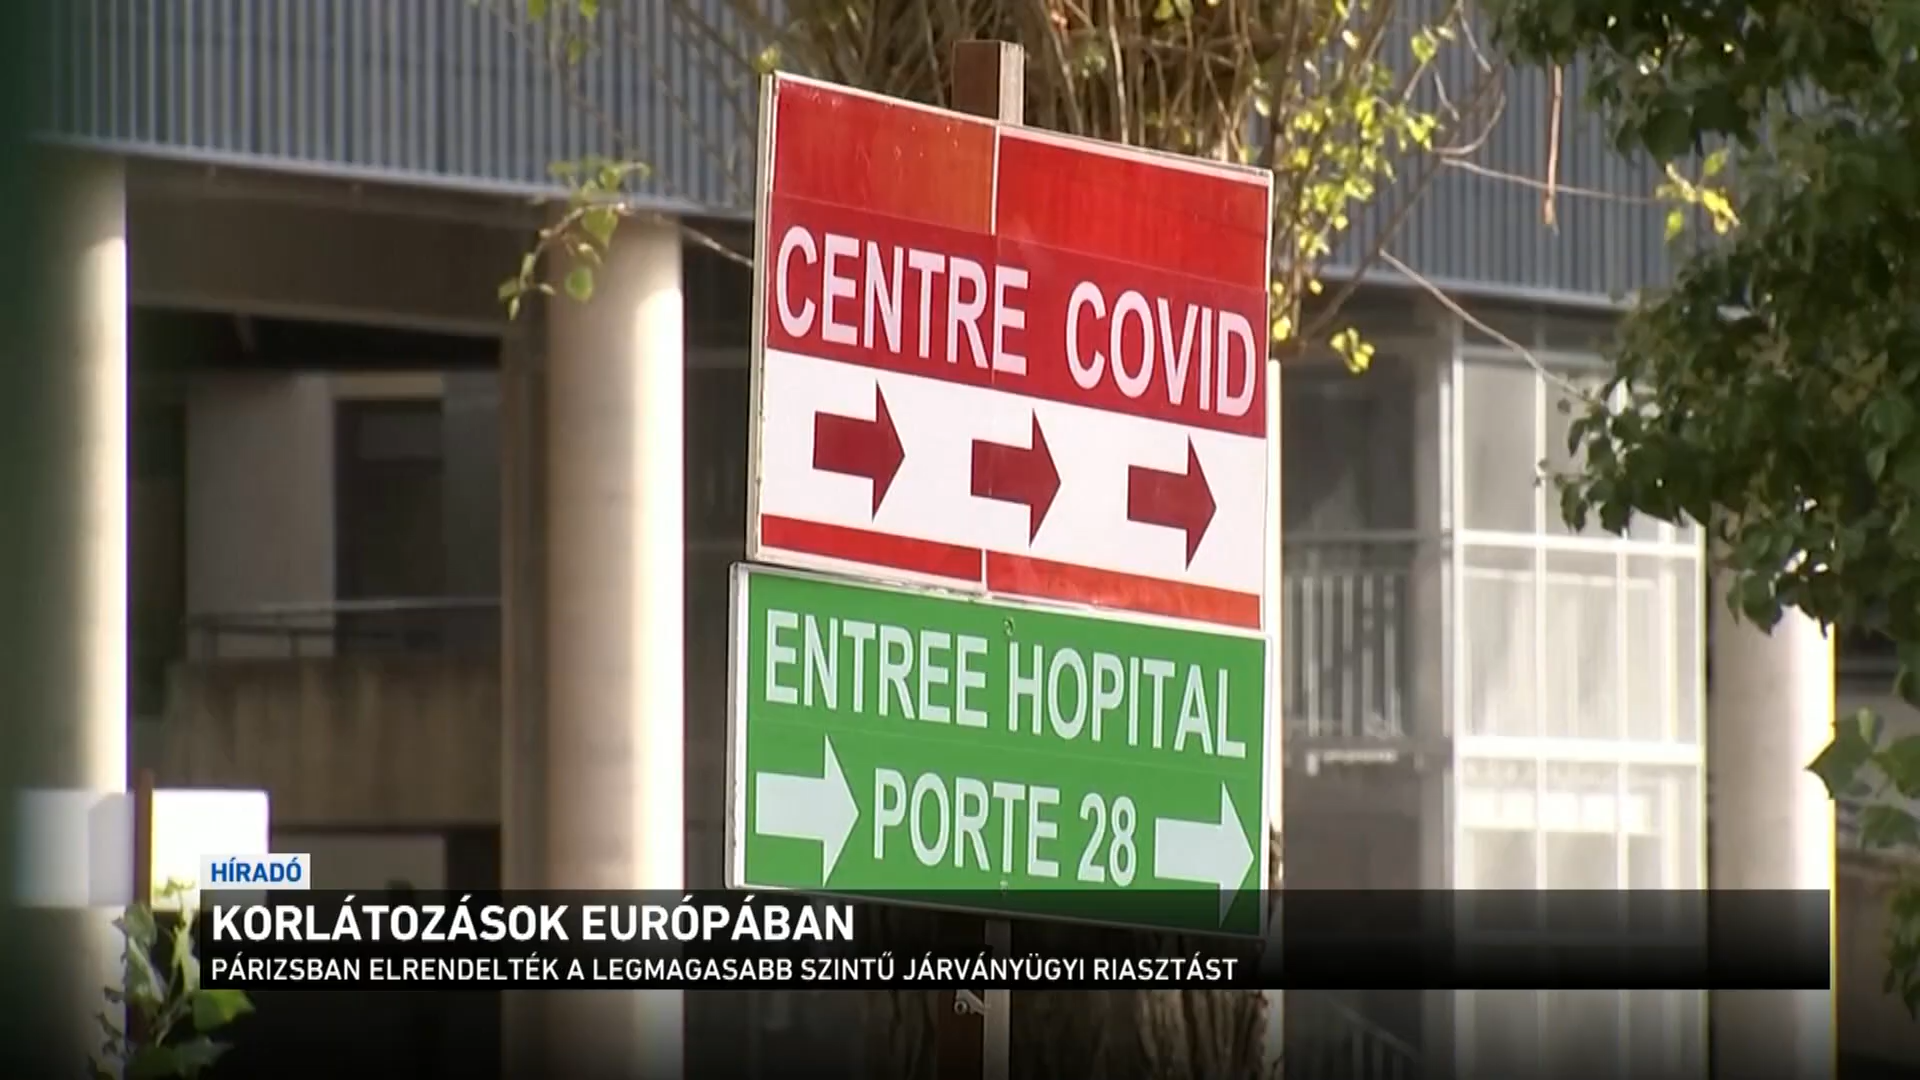 CENTRE COVID
ENTREE HOPITAL
PORTE 28
HÍRADÓ
KORLÁTOZÁSOK EURÓPÁBAN
PÁRIZSBAN ELRENDELTÉK A LEGMAGASABB SZINTŰ JÁRVÁNYÜGYI RIASZTÁST